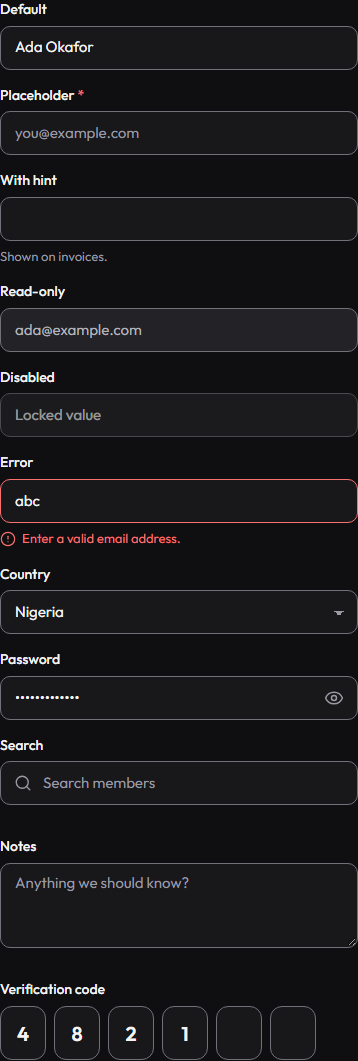 Default
Ada Okafor
Placeholder *
you@example.com
With hint
Shown on invoices.
Read-only
ada@example.com
Disabled
Locked value
Error
abc
Enter a valid email address.
Country
Nigeria
Password
•••••••••••••
Search
Search members
Notes
Anything we should know?
Verification code
4 8 2 1